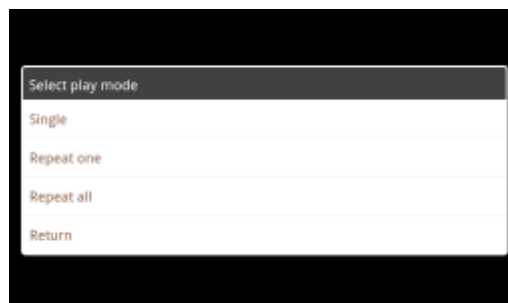 Select play mode
Single
Repeat one
Repeat all
Return